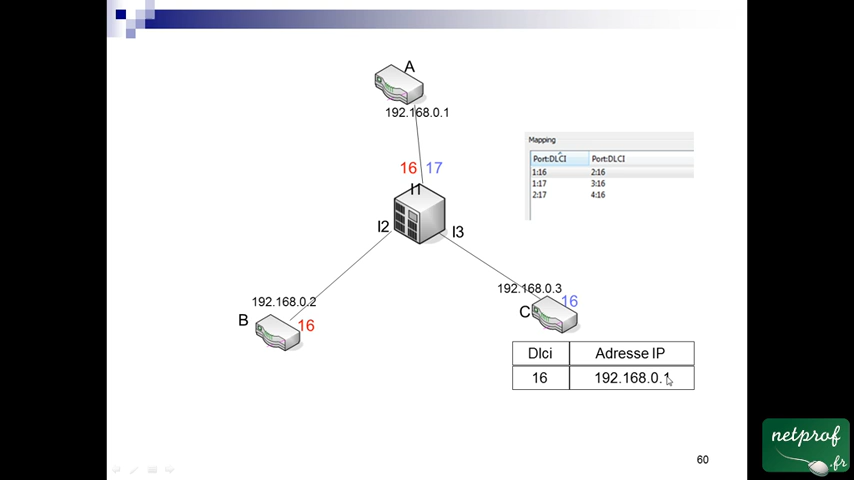 A
192.168.0.1
16 17
I1
I2
I3
Mapping
Port:DLCI Port:DLCI
1:16 2:16
1:17 3:16
2:17 4:16
192.168.0.2
B
16
192.168.0.3
C
16
Dlci Adresse IP
16 192.168.0.1
60
netprof
.fr